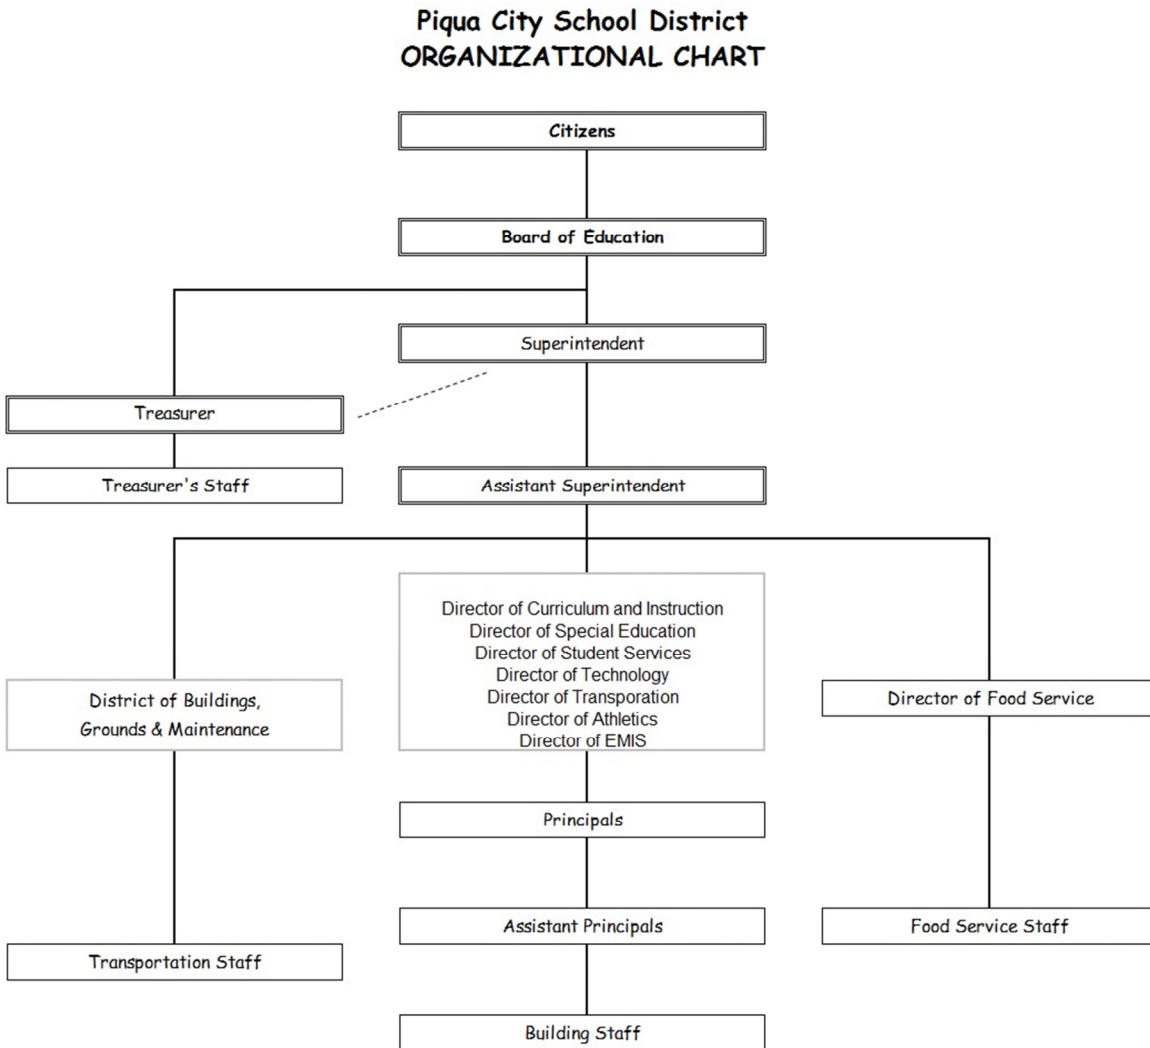 Piqua City School District
ORGANIZATIONAL CHART
Citizens
Board of Education
Superintendent
Treasurer
Treasurer's Staff
Assistant Superintendent
Director of Curriculum and Instruction
Director of Special Education
Director of Student Services
Director of Technology
Director of Transporation
Director of Athletics
Director of EMIS
District of Buildings,
Grounds & Maintenance
Director of Food Service
Principals
Assistant Principals
Food Service Staff
Transportation Staff
Building Staff